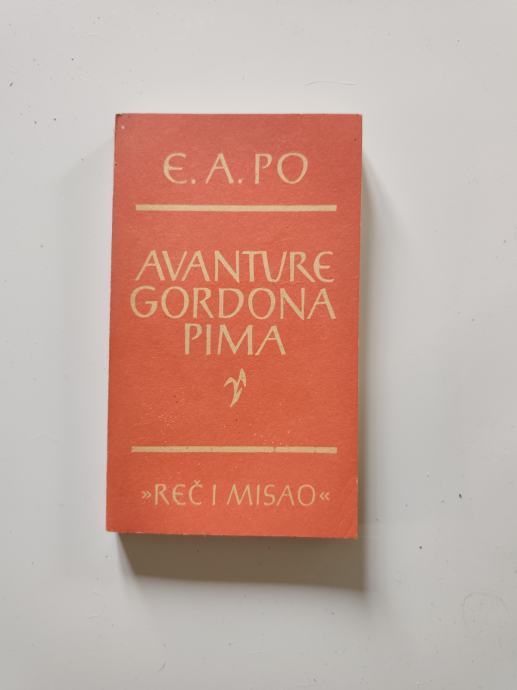 E. A. PO
AVANTURE
GORDONA
PIMA
»REČ I MISAO«